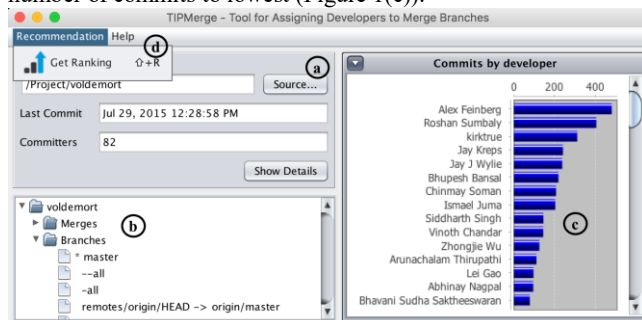 number of commits to lowest (Figure 1(c)).
TIPMerge - Tool for Assigning Developers to Merge Branches
Recommendation Help
d
Get Ranking ⇧+R
a
/Project/voldemort
Source...
Last Commit
Jul 29, 2015 12:28:58 PM
Committers
82
Show Details
voldemort
Merges
b
Branches
* master
--all
-all
remotes/origin/HEAD -> origin/master
Commits by developer
0 200 400
Alex Feinberg
Roshan Sumbaly
kirktrue
Jay Kreps
Jay J Wylie
Bhupesh Bansal
Chinmay Soman
Ismael Juma
Siddharth Singh
Vinoth Chandar
Zhongjie Wu
Arunachalam Thirupathi
Lei Gao
Abhinay Nagpal
Bhavani Sudha Saktheeswaran
c